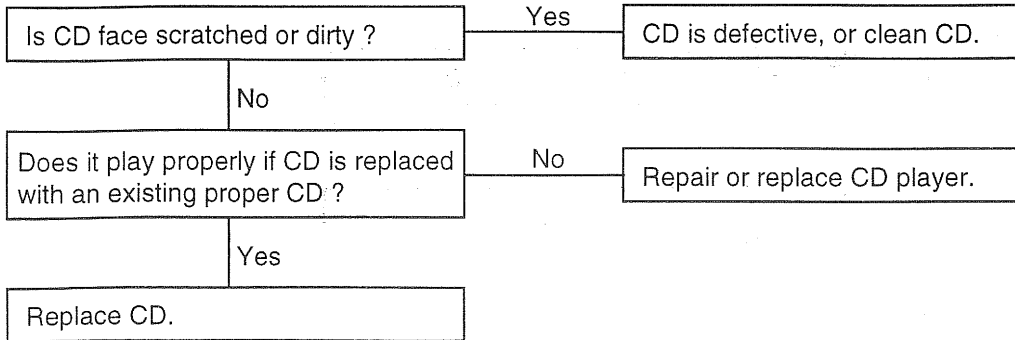 Is CD face scratched or dirty ?
Yes
CD is defective, or clean CD.
No
Does it play properly if CD is replaced
with an existing proper CD ?
No
Repair or replace CD player.
Yes
Replace CD.